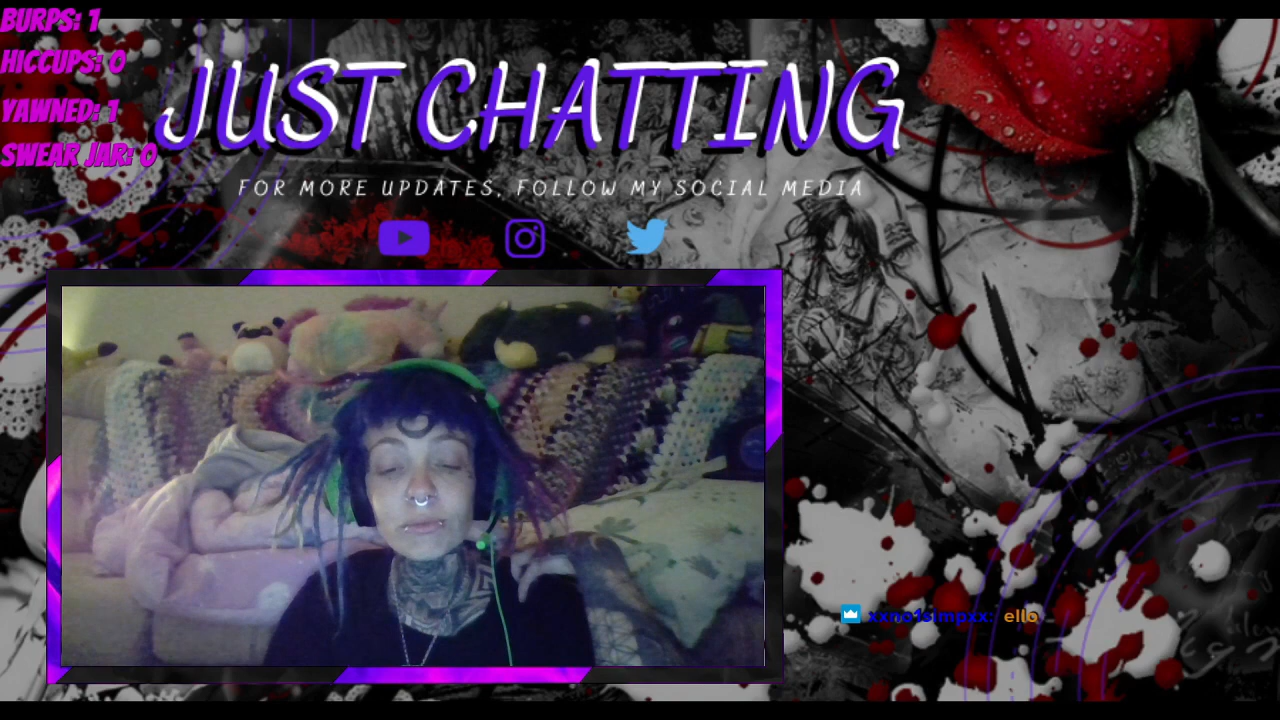 BURPS: 1
HICCUPS: 0
YAWNED: 1
SWEAR JAR: 0
JUST CHATTING
FOR MORE UPDATES, FOLLOW MY SOCIAL MEDIA
xxno1simpxx: ello